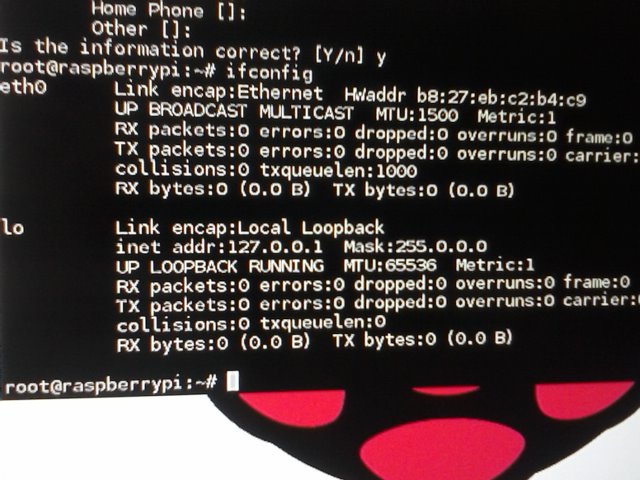 Home Phone []:
Other []:
Is the information correct? [Y/n] y
root@raspberrypi:~# ifconfig
eth0 Link encap:Ethernet HWaddr b8:27:eb:c2:b4:c9
UP BROADCAST MULTICAST MTU:1500 Metric:1
RX packets:0 errors:0 dropped:0 overruns:0 frame:0
TX packets:0 errors:0 dropped:0 overruns:0 carrier:
collisions:0 txqueuelen:1000
RX bytes:0 (0.0 B) TX bytes:0 (0.0 B)
lo Link encap:Local Loopback
inet addr:127.0.0.1 Mask:255.0.0.0
UP LOOPBACK RUNNING MTU:65536 Metric:1
RX packets:0 errors:0 dropped:0 overruns:0 frame:0
TX packets:0 errors:0 dropped:0 overruns:0 carrier:
collisions:0 txqueuelen:0
RX bytes:0 (0.0 B) TX bytes:0 (0.0 B)
root@raspberrypi:~#